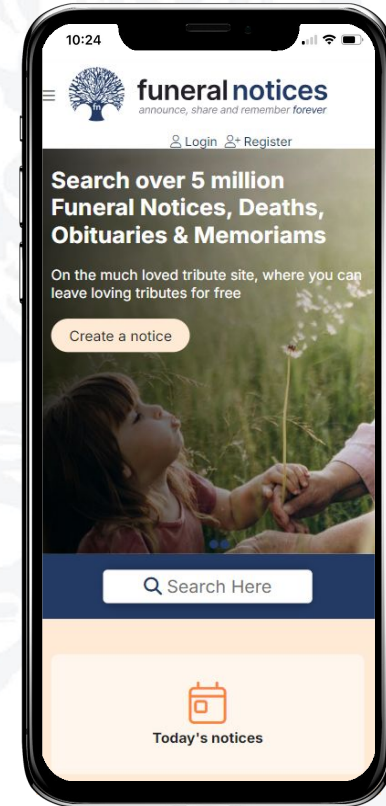 10:24
fn
funeral notices
announce, share and remember forever
Login Register
Search over 5 million
Funeral Notices, Deaths,
Obituaries & Memoriams
On the much loved tribute site, where you can
leave loving tributes for free
Create a notice
Search Here
Today's notices